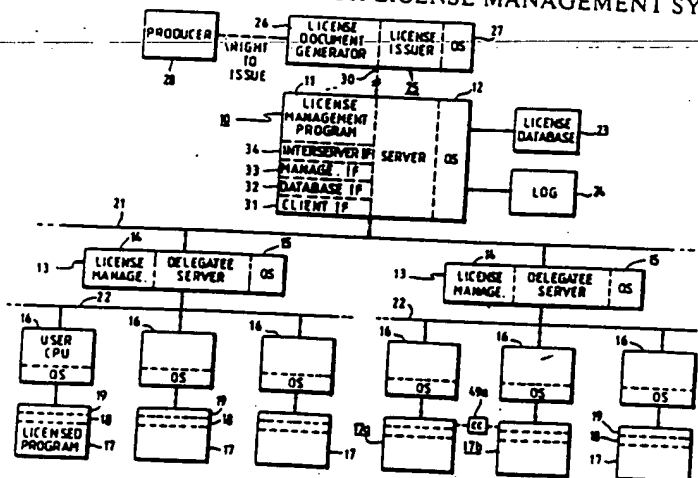 LICENSE MANAGEMENT SY
26
27
PRODUCER
28
RIGHT TO ISSUE
LICENSE DOCUMENT GENERATOR
LICENSE ISSUER
OS
30
25
11
12
10
LICENSE MANAGEMENT PROGRAM
34
INTERSERVER IF
33
MANAGE. IF
32
DATABASE IF
31
CLIENT IF
SERVER
OS
LICENSE DATABASE
23
LOG
24
21
14
15
13
LICENSE MANAGE.
DELEGATEE SERVER
OS
14
15
13
LICENSE MANAGE.
DELEGATEE SERVER
OS
22
22
16
16
16
16
16
16
USER CPU
OS
OS
OS
OS
OS
OS
19
18
LICENSED PROGRAM
17
19
18
17
17
17a
49a
CC
17b
19
18
17